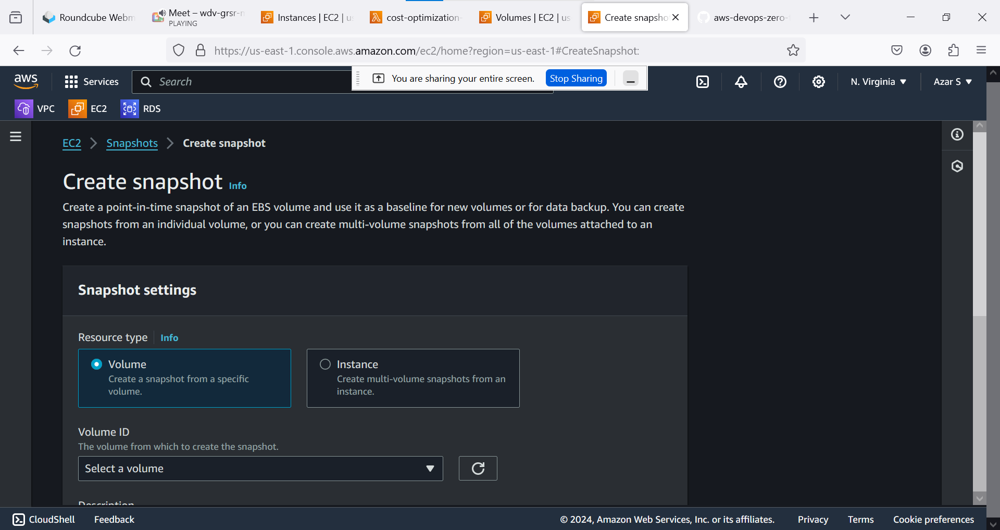 Roundcube Webm
Meet – wdv-grsr-n
PLAYING
Instances | EC2 | us
cost-optimization-
Volumes | EC2 | us
Create snapsho
aws-devops-zero-
https://us-east-1.console.aws.amazon.com/ec2/home?region=us-east-1#CreateSnapshot:
aws
Services
Search
You are sharing your entire screen.
Stop Sharing
N. Virginia
Azar S
VPC
EC2
RDS
EC2
Snapshots
Create snapshot
Create snapshot Info
Create a point-in-time snapshot of an EBS volume and use it as a baseline for new volumes or for data backup. You can create
snapshots from an individual volume, or you can create multi-volume snapshots from all of the volumes attached to an
instance.
Snapshot settings
Resource type
Info
Volume
Create a snapshot from a specific
volume.
Instance
Create multi-volume snapshots from an
instance.
Volume ID
The volume from which to create the snapshot.
Select a volume
Description
CloudShell
Feedback
© 2024, Amazon Web Services, Inc. or its affiliates.
Privacy
Terms
Cookie preferences